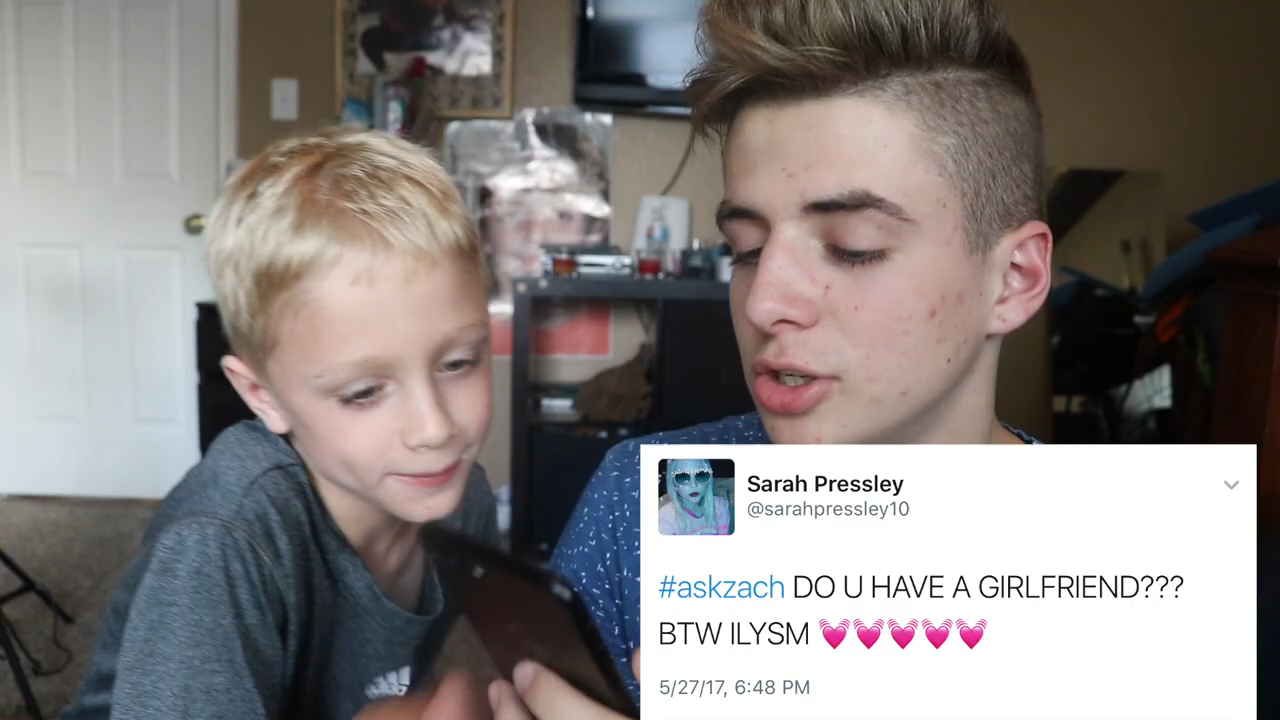 Sarah Pressley
@sarahpressley10
#askzach DO U HAVE A GIRLFRIEND???
BTW ILYSM 💓💓💓💓💓
5/27/17, 6:48 PM